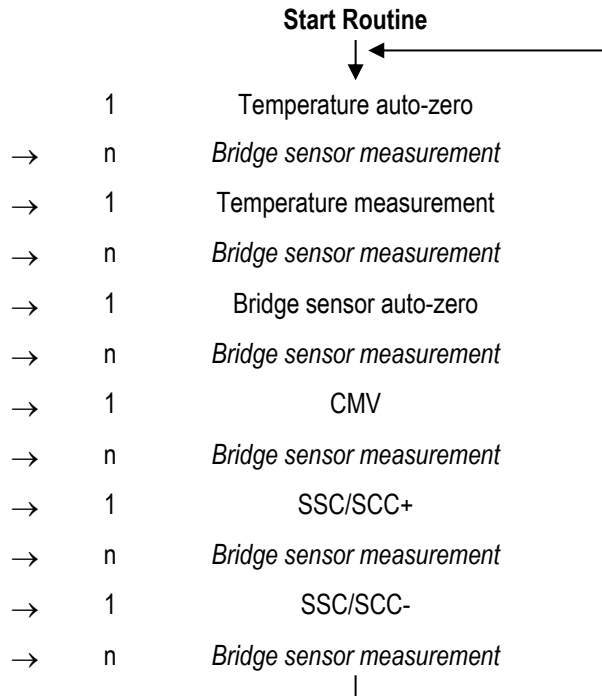 Start Routine
1 Temperature auto-zero
→ n Bridge sensor measurement
→ 1 Temperature measurement
→ n Bridge sensor measurement
→ 1 Bridge sensor auto-zero
→ n Bridge sensor measurement
→ 1 CMV
→ n Bridge sensor measurement
→ 1 SSC/SCC+
→ n Bridge sensor measurement
→ 1 SSC/SCC-
→ n Bridge sensor measurement